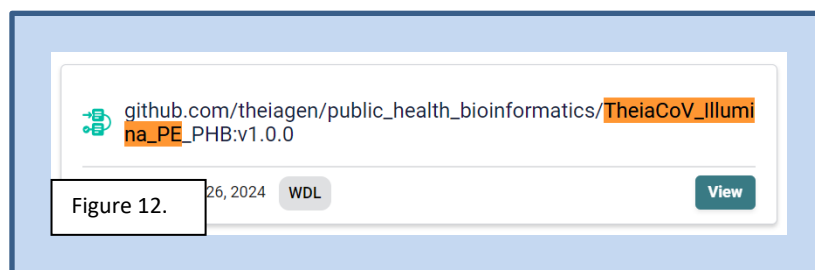 github.com/theiagen/public_health_bioinformatics/TheiaCoV_Illumi
na_PE_PHB:v1.0.0
26, 2024 WDL View
Figure 12.